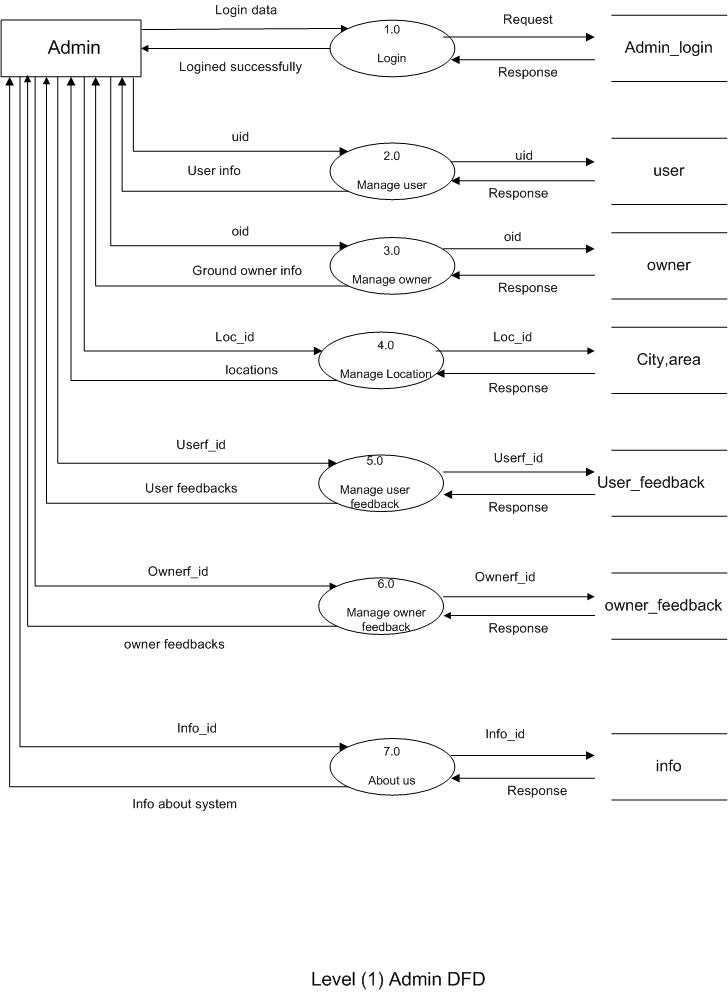 Login data
Request
Admin
1.0
Admin_login
Login
Logined successfully
Response
uid
2.0
uid
User info
user
Manage user
Response
oid
3.0
oid
Ground owner info
owner
Manage owner
Response
Loc_id
4.0
Loc_id
locations
City,area
Manage Location
Response
Userf_id
5.0
Userf_id
User feedbacks
Manage user
feedback
User_feedback
Response
Ownerf_id
6.0
Ownerf_id
Manage owner
feedback
owner_feedback
owner feedbacks
Response
Info_id
7.0
Info_id
info
About us
Info about system
Response
Level (1) Admin DFD